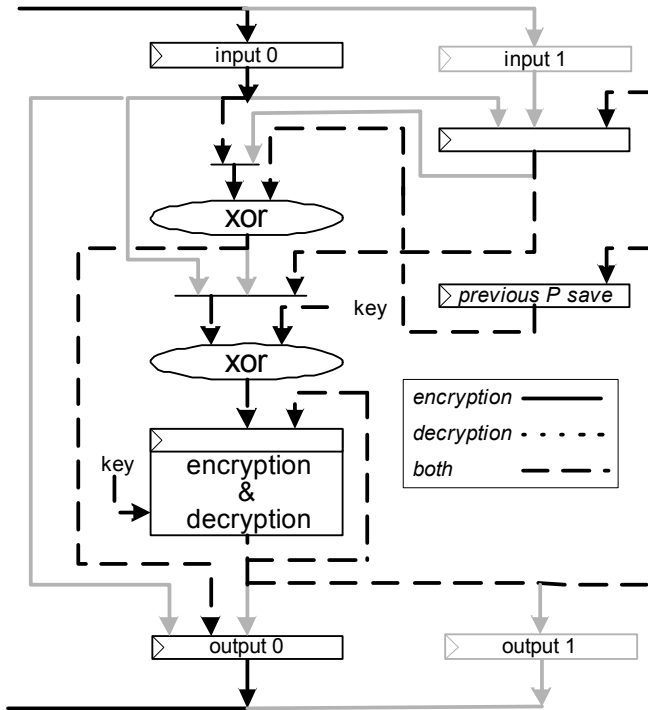 input 0
input 1
xor
previous P save
key
xor
encryption
decryption
both
key
encryption
&
decryption
output 0
output 1